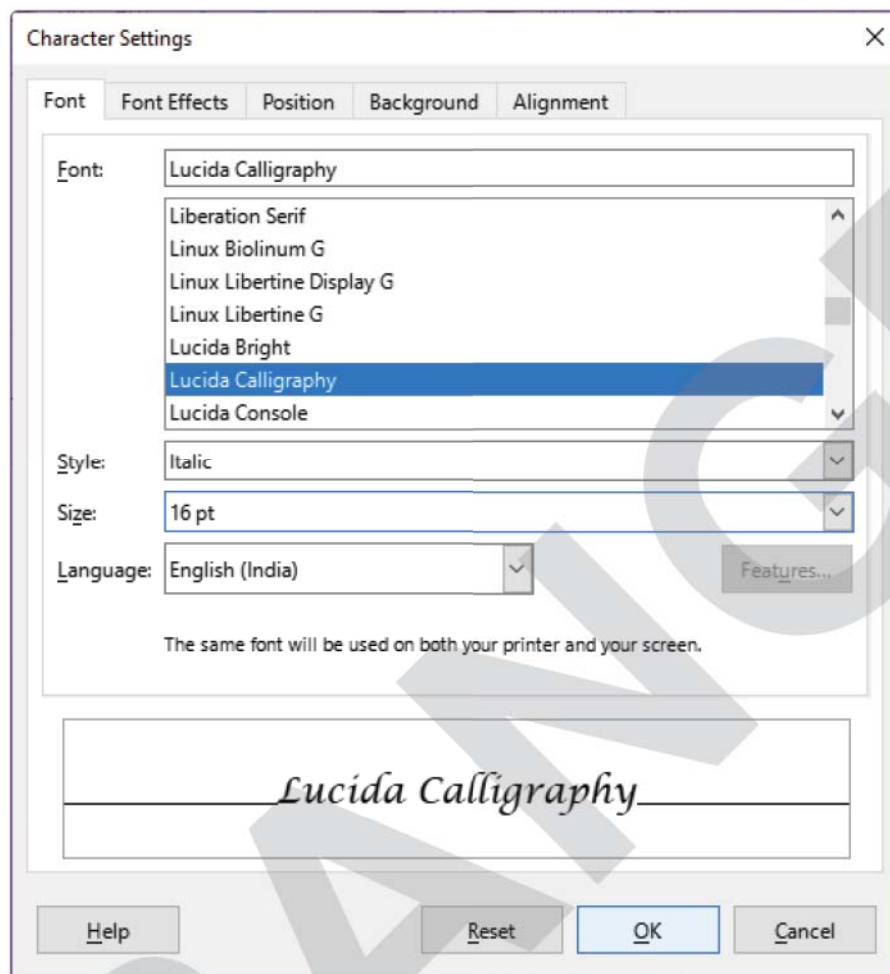 Character Settings
Font Font Effects Position Background Alignment
Font: Lucida Calligraphy
Liberation Serif
Linux Biolinum G
Linux Libertine Display G
Linux Libertine G
Lucida Bright
Lucida Calligraphy
Lucida Console
Style: Italic
Size: 16 pt
Language: English (India) Features...
The same font will be used on both your printer and your screen.
Lucida Calligraphy
Help Reset OK Cancel